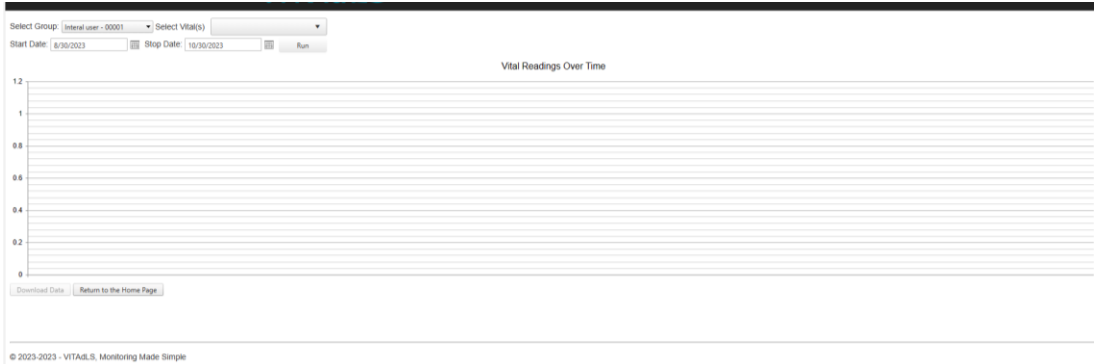 Select Group: Interal user - 00001 Select Vital(s)
Start Date: 8/30/2023 Stop Date: 10/30/2023 Run
Vital Readings Over Time
1.2
1
0.8
0.6
0.4
0.2
0
Download Data Return to the Home Page
© 2023-2023 - VITAdLS, Monitoring Made Simple